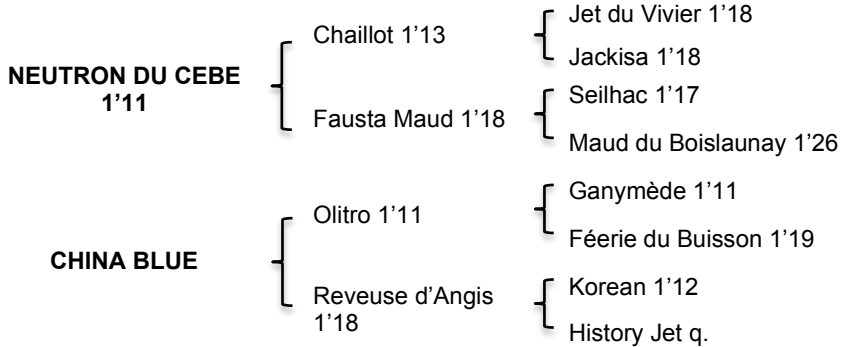 Jet du Vivier 1’18
Chaillot 1’13
Jackisa 1’18
NEUTRON DU CEBE
1’11
Seilhac 1’17
Fausta Maud 1’18
Maud du Boislaunay 1’26
Ganymède 1’11
Olitro 1’11
Féerie du Buisson 1’19
CHINA BLUE
Korean 1’12
Reveuse d’Angis
1’18
History Jet q.